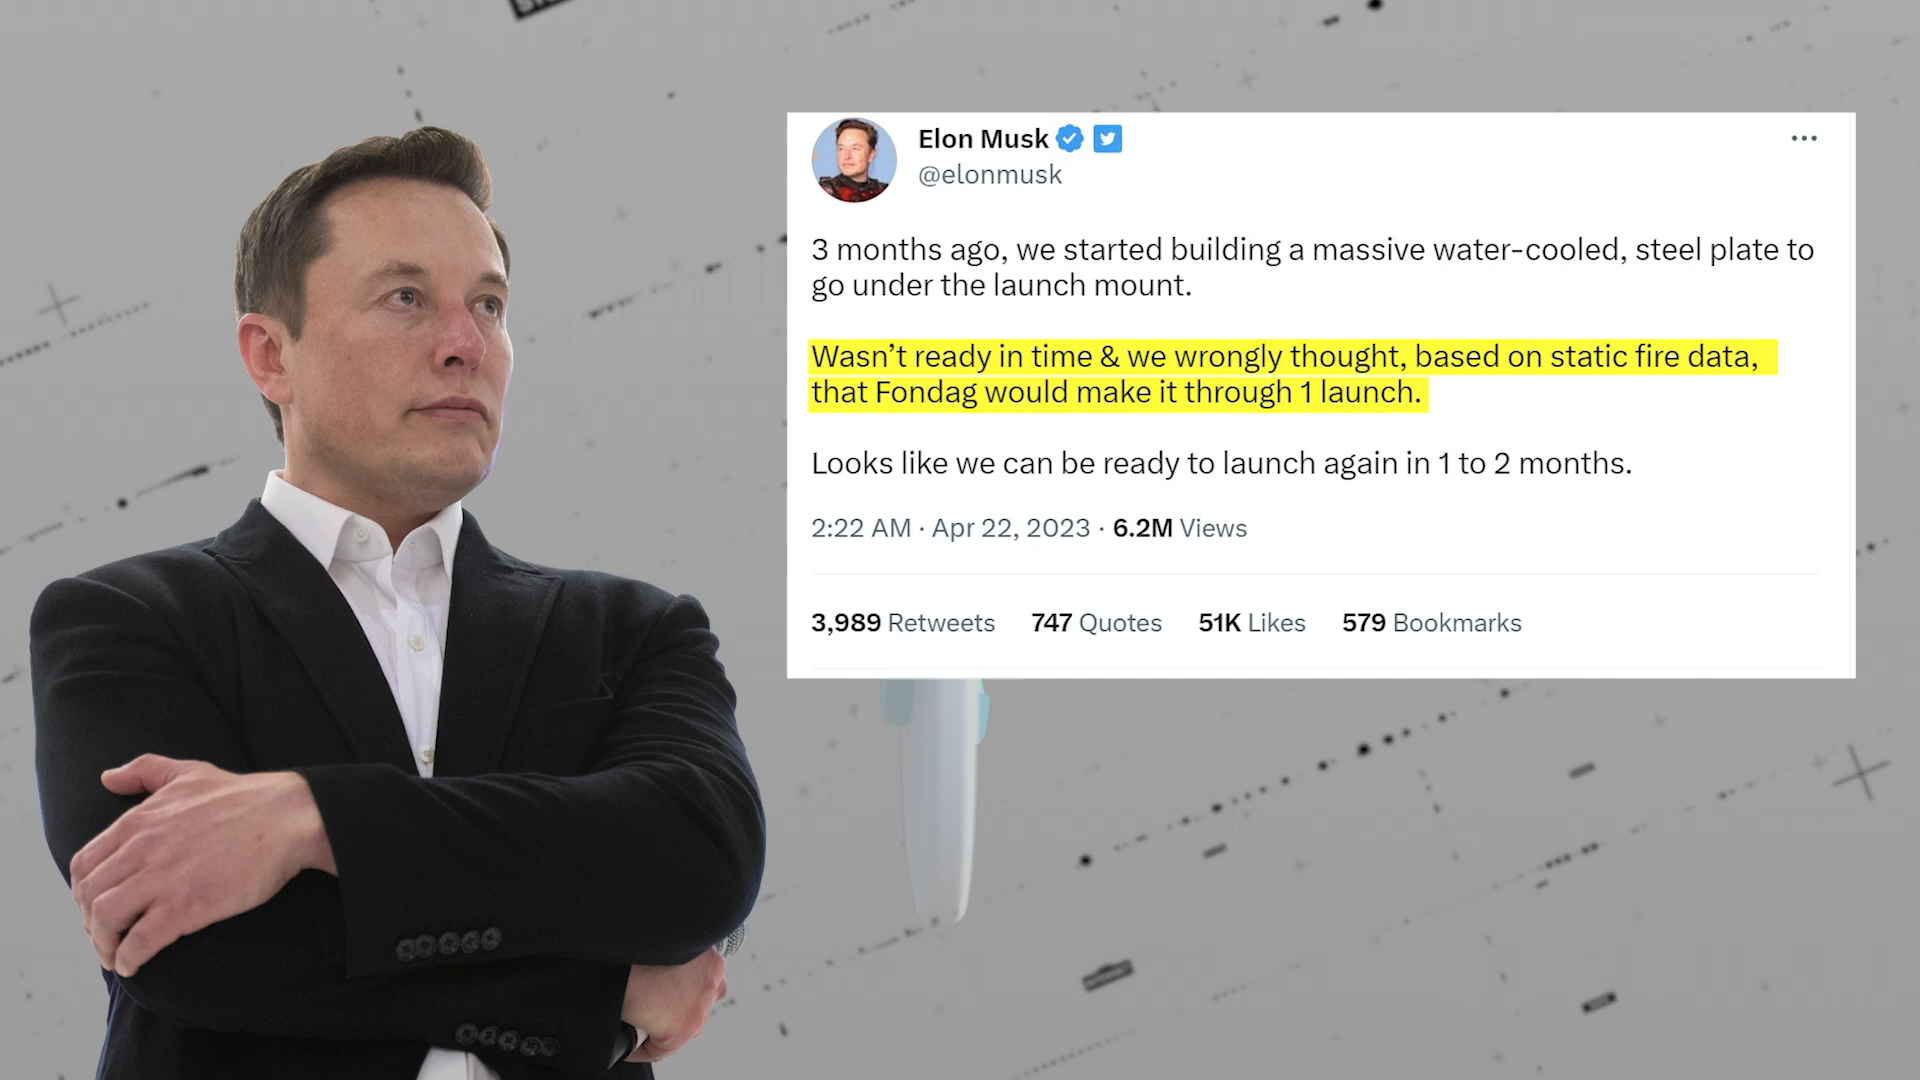 Elon Musk
@elonmusk
3 months ago, we started building a massive water-cooled, steel plate to
go under the launch mount.
Wasn’t ready in time & we wrongly thought, based on static fire data,
that Fondag would make it through 1 launch.
Looks like we can be ready to launch again in 1 to 2 months.
2:22 AM · Apr 22, 2023 · 6.2M Views
3,989 Retweets 747 Quotes 51K Likes 579 Bookmarks